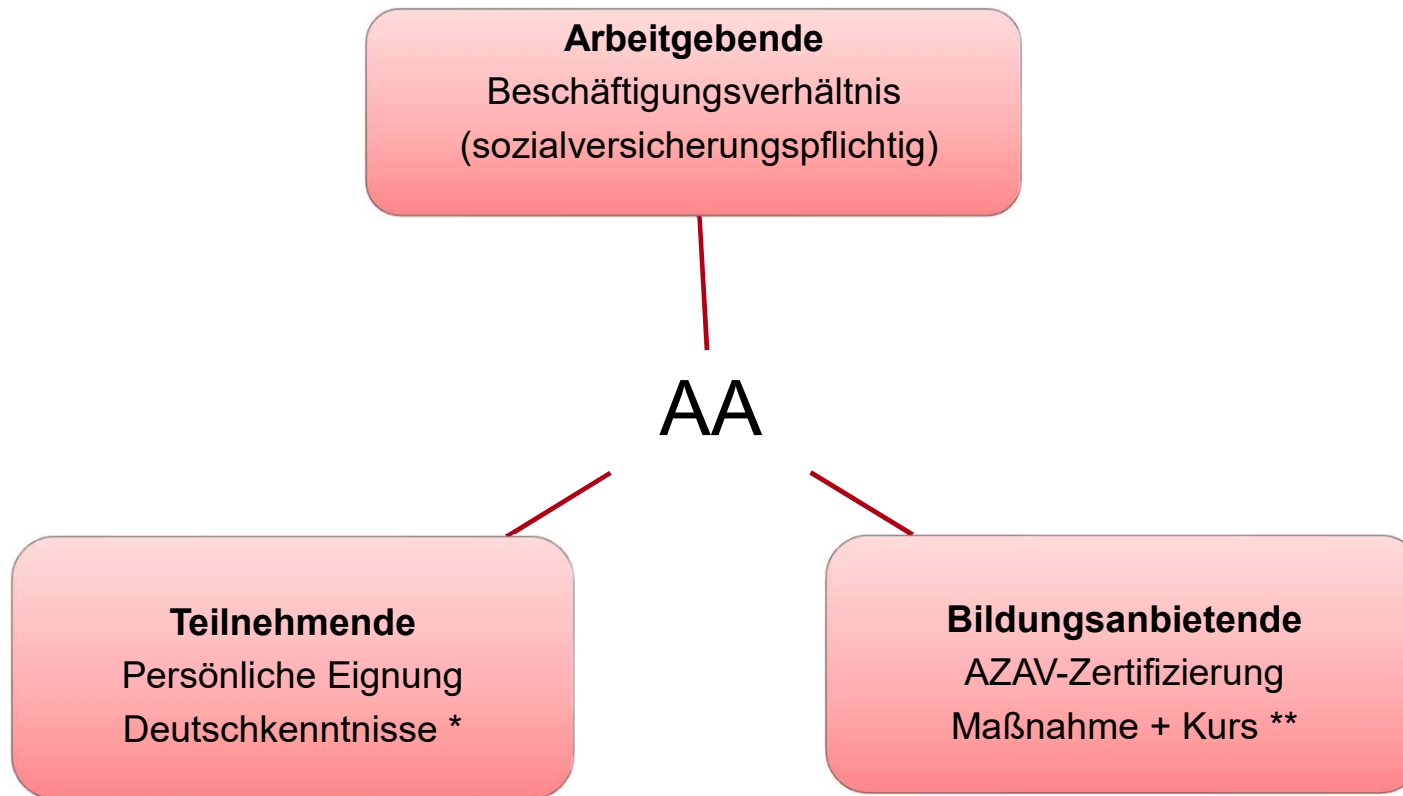 Arbeitgebende
Beschäftigungsverhältnis
(sozialversicherungspflichtig)
AA
Teilnehmende
Persönliche Eignung
Deutschkenntnisse *
Bildungsanbietende
AZAV-Zertifizierung
Maßnahme + Kurs **